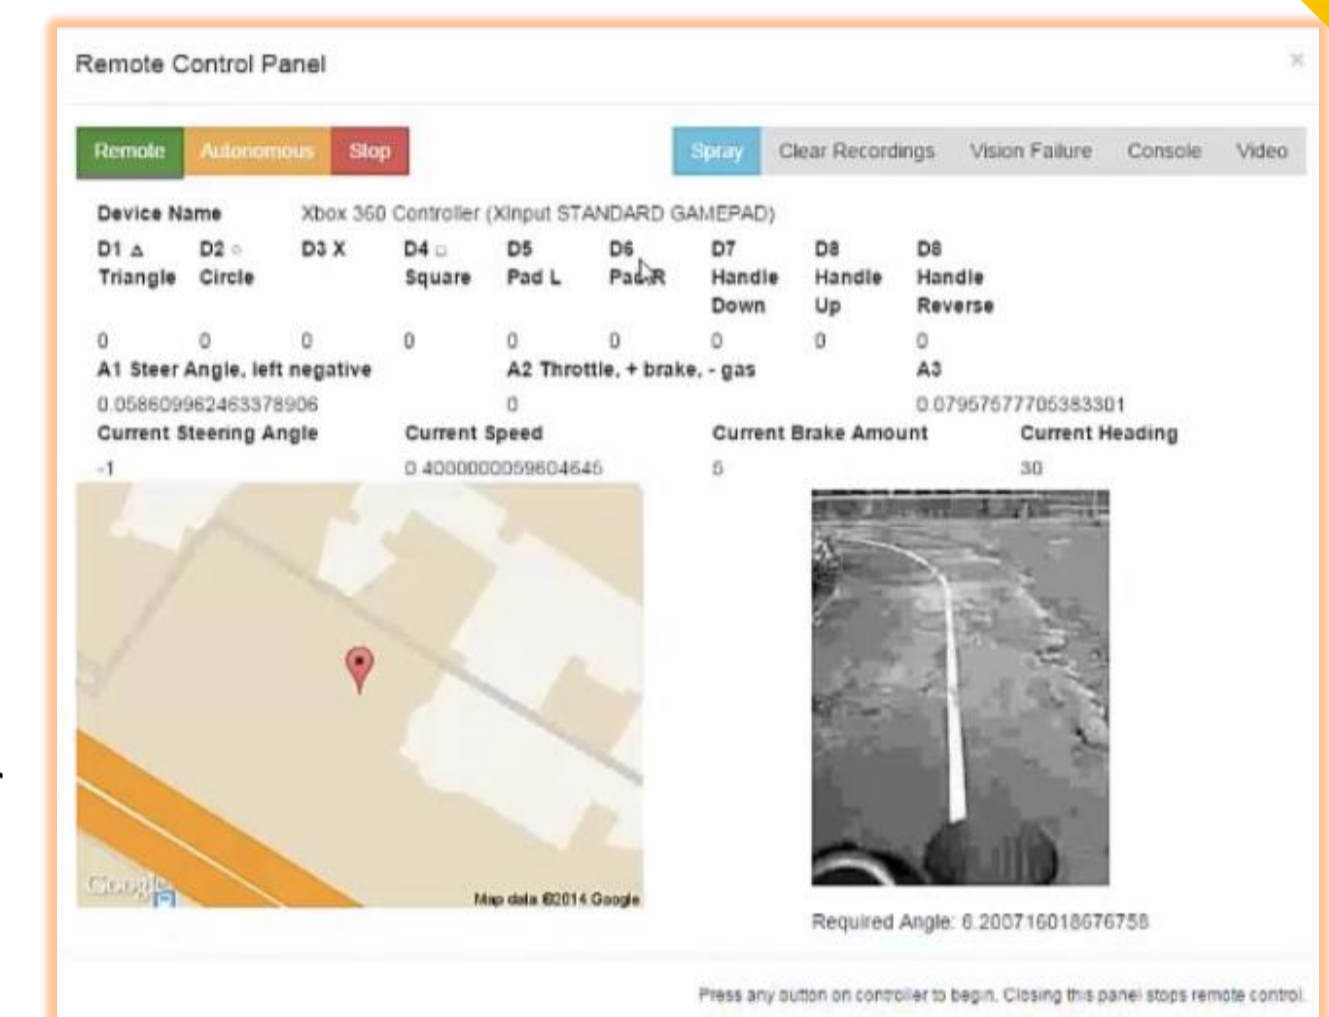 Remote Control Panel ×
Remote Autonomous Stop Spray Clear Recordings Vision Failure Console Video
Device Name Xbox 360 Controller (XInput STANDARD GAMEPAD)
D1 △ D2 ○ D3 X D4 □ D5 D6 D7 D8 D8
Triangle Circle Square Pad L Pad R Handle Handle Handle
Down Up Reverse
0 0 0 0 0 0 0 0 0
A1 Steer Angle, left negative A2 Throttle, + brake, - gas A3
0.058609962463378906 0 0.07957577705383301
Current Steering Angle Current Speed Current Brake Amount Current Heading
-1 0.4000000059604645 5 30
Google
Map data ©2014 Google
Required Angle: 6.200716018676758
Press any button on controller to begin. Closing this panel stops remote control.